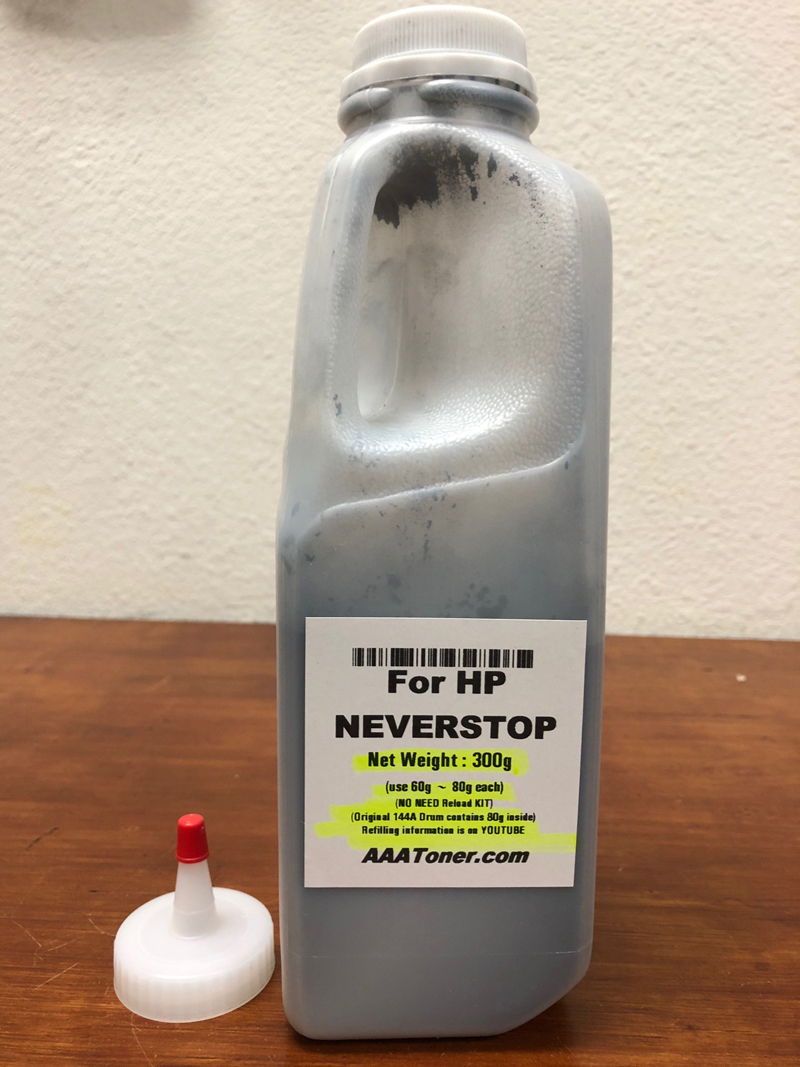 For HP
NEVERSTOP
Net Weight : 300g
(use 60g ~ 80g each)
(NO NEED Reload KIT)
(Original 144A Drum contains 80g inside)
Refilling information is on YOUTUBE
AAAToner.com